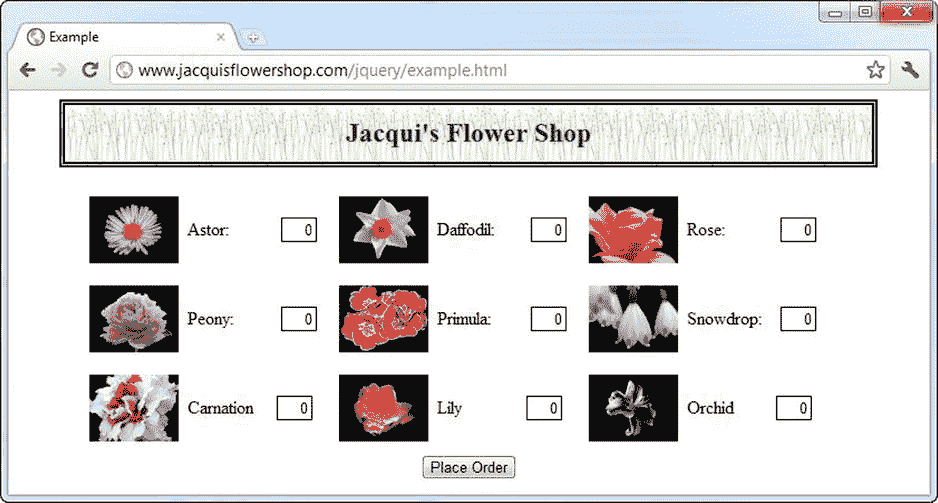 Example
www.jacquisflowershop.com/jquery/example.html
Jacqui's Flower Shop
Astor: 0 Daffodil: 0 Rose: 0
Peony: 0 Primula: 0 Snowdrop: 0
Carnation 0 Lily 0 Orchid 0
Place Order